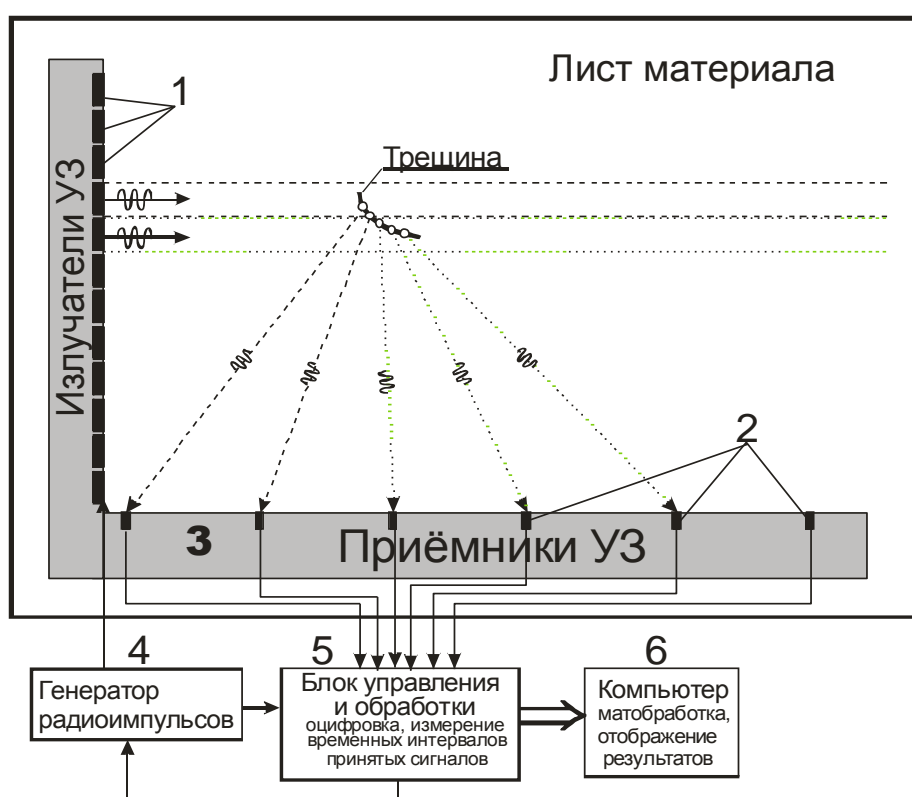 Лист материала
1
Трещина
Излучатели УЗ
2
3
Приёмники УЗ
4
Генератор
радиоимпульсов
5
Блок управления
и обработки
оцифровка, измерение
временных интервалов
принятых сигналов
6
Компьютер
матобработка,
отображение
результатов